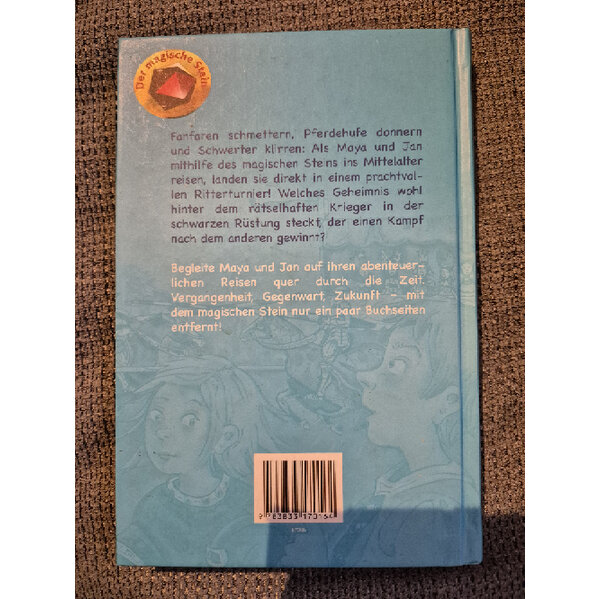 Der magische Stein
Fanfaren schmettern, Pferdehufe donnern
und Schwerter klirren: Als Maya und Jan
mithilfe des magischen Steins ins Mittelalter
reisen, landen sie direkt in einem prachtvol-
len Ritterturnier! Welches Geheimnis wohl
hinter dem rätselhaften Krieger in der
schwarzen Rüstung steckt, der einen Kampf
nach dem anderen gewinnt?
Begleite Maya und Jan auf ihren abenteuer-
lichen Reisen quer durch die Zeit.
Vergangenheit, Gegenwart, Zukunft – mit
dem magischen Stein nur ein paar Buchseiten
entfernt!